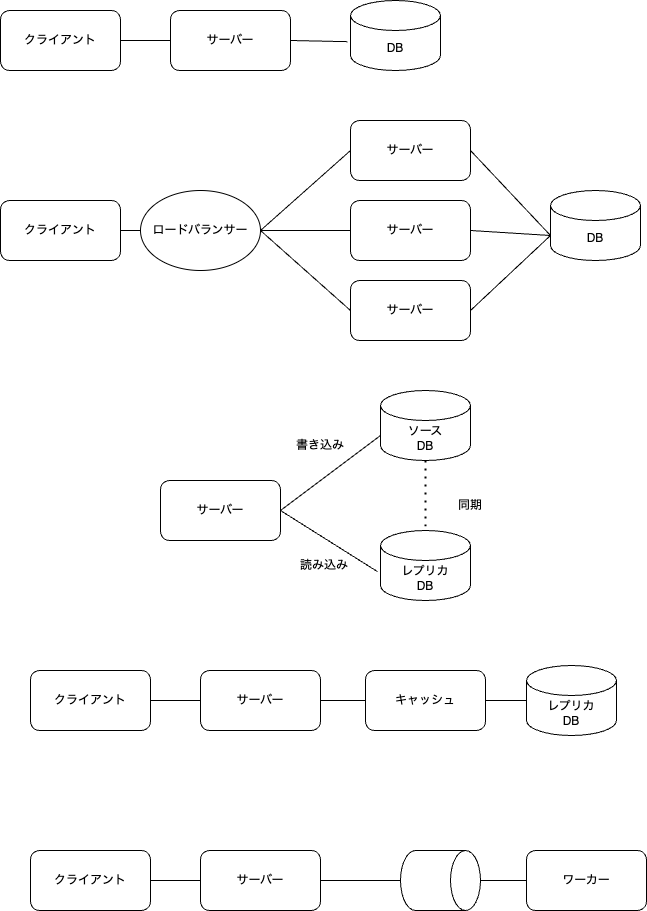 クライアント
サーバー
DB
サーバー
クライアント
ロードバランサー
サーバー
DB
サーバー
ソース
DB
書き込み
サーバー
同期
読み込み
レプリカ
DB
クライアント
サーバー
キャッシュ
レプリカ
DB
クライアント
サーバー
ワーカー